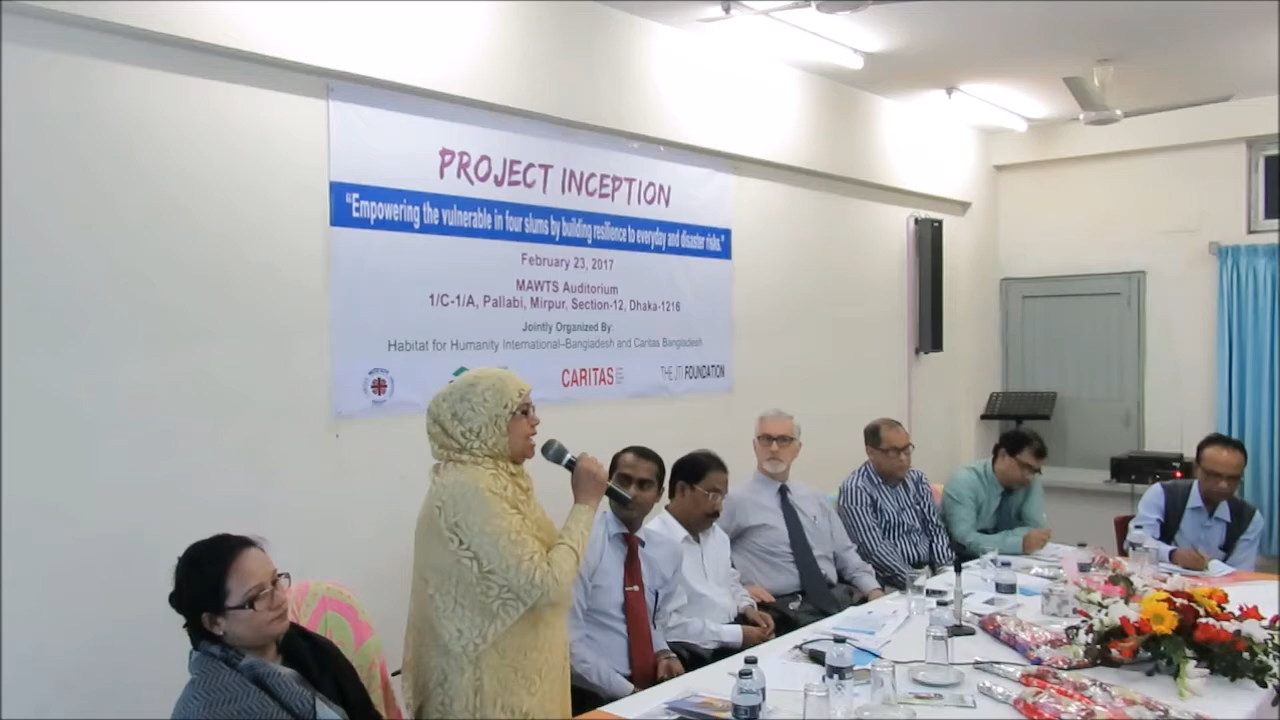 PROJECT INCEPTION
"Empowering the vulnerable in four slums by building resilience to everyday and disaster risks."
February 23, 2017
MAWTS Auditorium
1/C-1/A, Pallabi, Mirpur, Section-12, Dhaka-1216
Jointly Organized By:
Habitat for Humanity International–Bangladesh and Caritas Bangladesh
CARITAS
THE JTI FOUNDATION